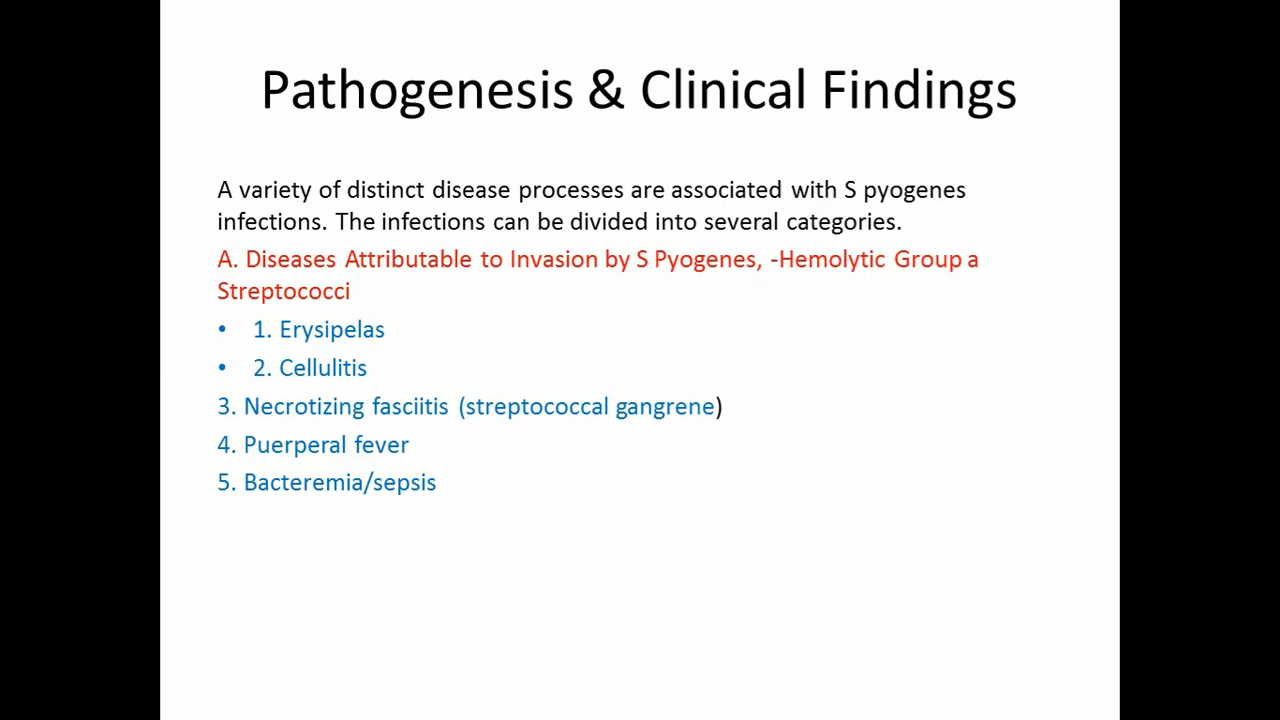 Pathogenesis & Clinical Findings
A variety of distinct disease processes are associated with S pyogenes
infections. The infections can be divided into several categories.
A. Diseases Attributable to Invasion by S Pyogenes, -Hemolytic Group a
Streptococci
• 1. Erysipelas
• 2. Cellulitis
3. Necrotizing fasciitis (streptococcal gangrene)
4. Puerperal fever
5. Bacteremia/sepsis